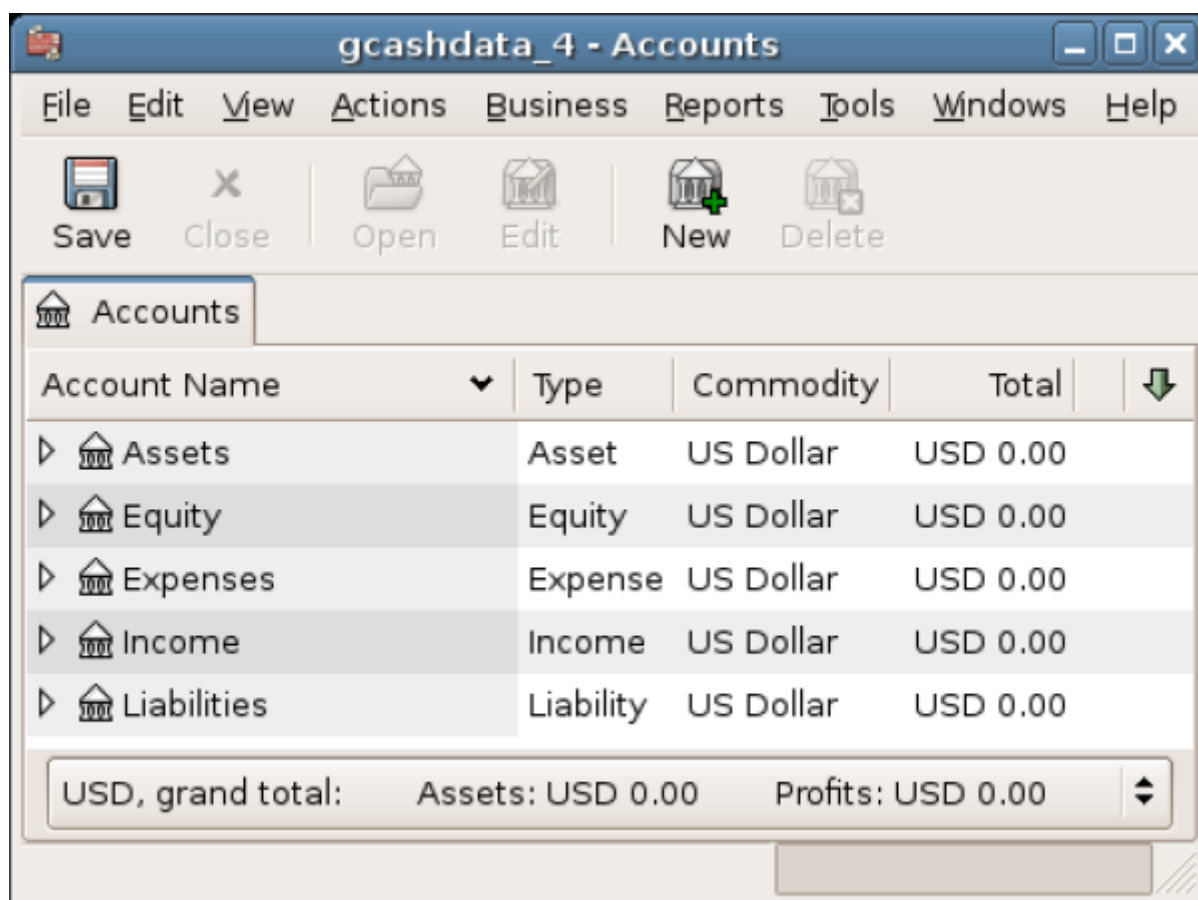 gcashdata_4 - Accounts
File Edit View Actions Business Reports Tools Windows Help
Save Close Open Edit New Delete
Accounts
Account Name Type Commodity Total
Assets Asset US Dollar USD 0.00
Equity Equity US Dollar USD 0.00
Expenses Expense US Dollar USD 0.00
Income Income US Dollar USD 0.00
Liabilities Liability US Dollar USD 0.00
USD, grand total: Assets: USD 0.00 Profits: USD 0.00